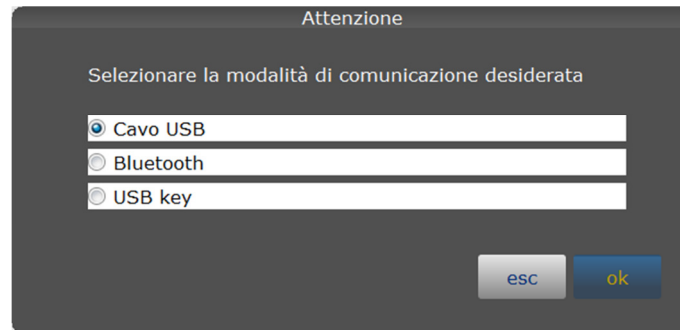 Attenzione
Selezionare la modalità di comunicazione desiderata
Cavo USB
Bluetooth
USB key
esc ok